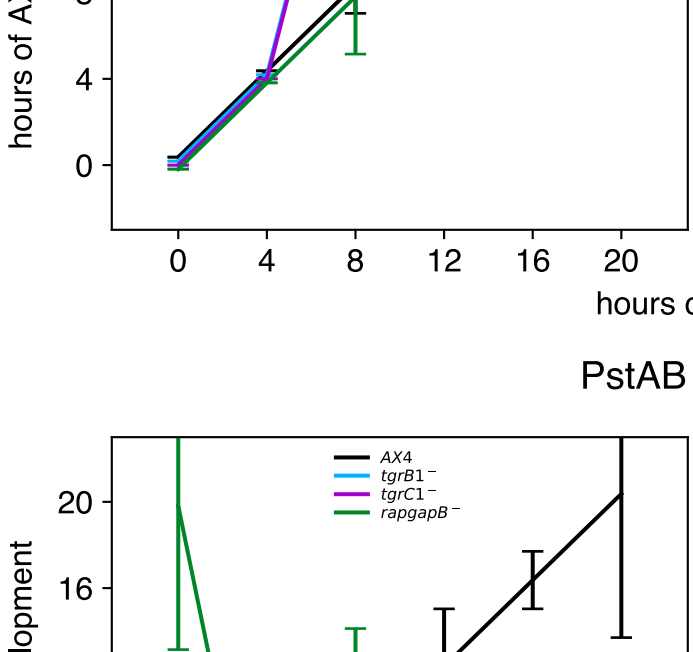 hours of AX
4
0
0 4 8 12 16 20
hours
PstAB
AX4
tgrB1⁻
tgrC1⁻
rapgapB⁻
20
16
lopment